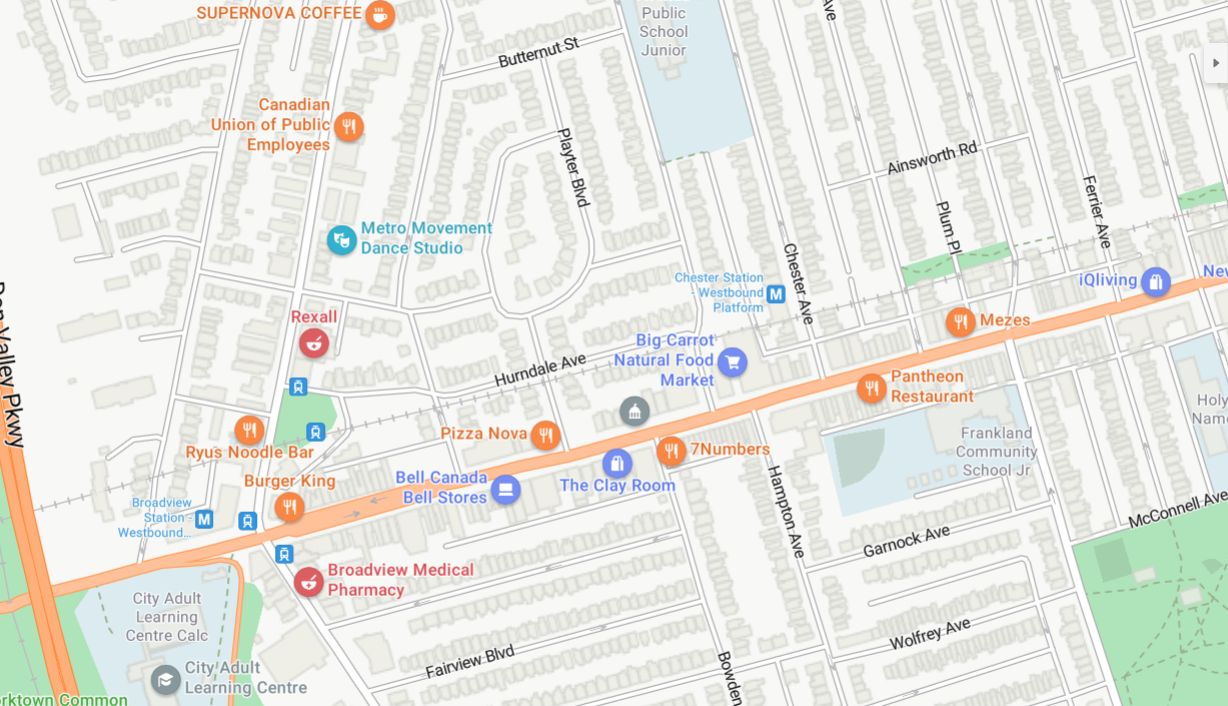 SUPERNOVA COFFEE
Public
School
Junior
Ave
Butternut St
Canadian
Union of Public
Employees
Playter Blvd
Ainsworth Rd
Ferrier Ave
Plum Pl
Metro Movement
Dance Studio
Chester Ave
Chester Station
- Westbound
Platform
M
iQliving
New
Don Valley Pkwy
Rexall
Mezes
Big Carrot
Natural Food
Market
Hurndale Ave
Pantheon
Restaurant
Holy
Name
Pizza Nova
Ryus Noodle Bar
7Numbers
Frankland
Community
School Jr
Burger King
Bell Canada
Bell Stores
The Clay Room
Hampton Ave
Broadview
Station -
Westbound...
M
McConnell Ave
Garnock Ave
Broadview Medical
Pharmacy
City Adult
Learning
Centre Calc
Wolfrey Ave
Fairview Blvd
Bowden
City Adult
Learning Centre
rktown Common